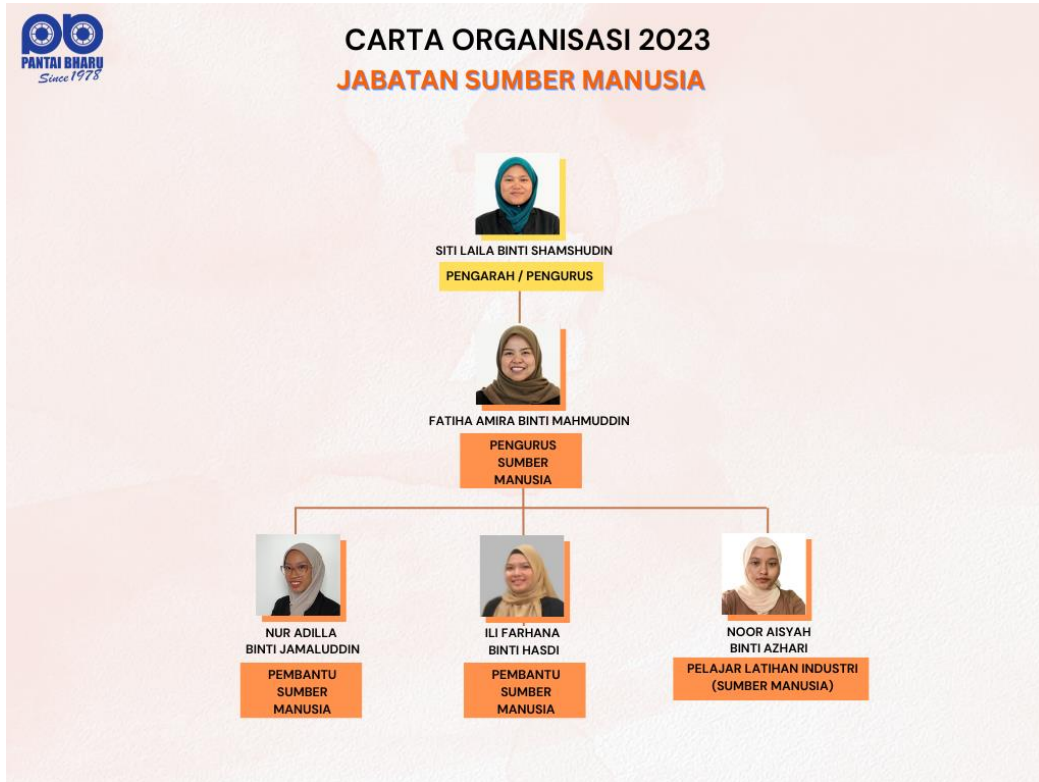 PANTAI BHARU
Since 1978
CARTA ORGANISASI 2023
JABATAN SUMBER MANUSIA
SITI LAILA BINTI SHAMSHUDIN
PENGARAH / PENGURUS
FATIHA AMIRA BINTI MAHMUDDIN
PENGURUS
SUMBER
MANUSIA
NUR ADILLA
BINTI JAMALUDDIN
PEMBANTU
SUMBER
MANUSIA
ILI FARHANA
BINTI HASDI
PEMBANTU
SUMBER
MANUSIA
NOOR AISYAH
BINTI AZHARI
PELAJAR LATIHAN INDUSTRI
(SUMBER MANUSIA)